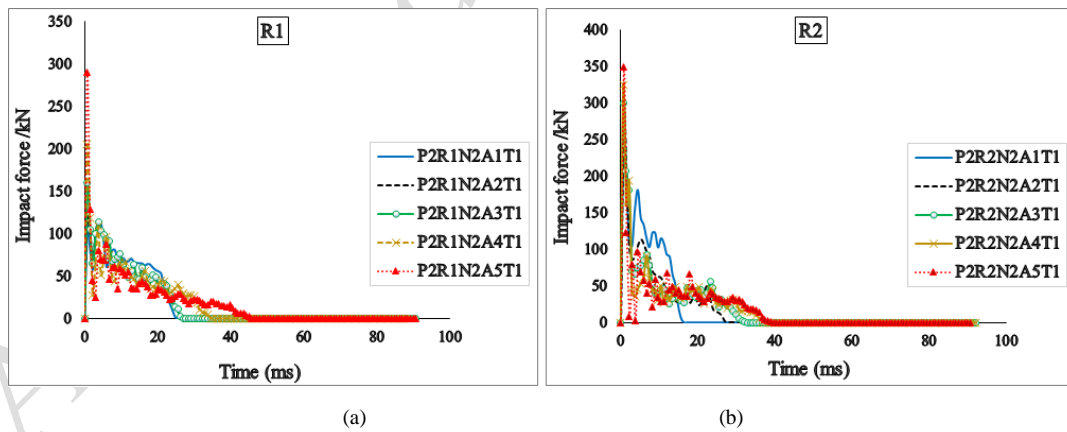 R1
350
300
250
200
150
100
50
0
0 20 40 60 80 100
Impact force /kN
Time (ms)
P2R1N2A1T1
P2R1N2A2T1
P2R1N2A3T1
P2R1N2A4T1
P2R1N2A5T1
R2
400
350
300
250
200
150
100
50
0
0 20 40 60 80 100
Impact force/kN
Time (ms)
P2R2N2A1T1
P2R2N2A2T1
P2R2N2A3T1
P2R2N2A4T1
P2R2N2A5T1
(a) (b)